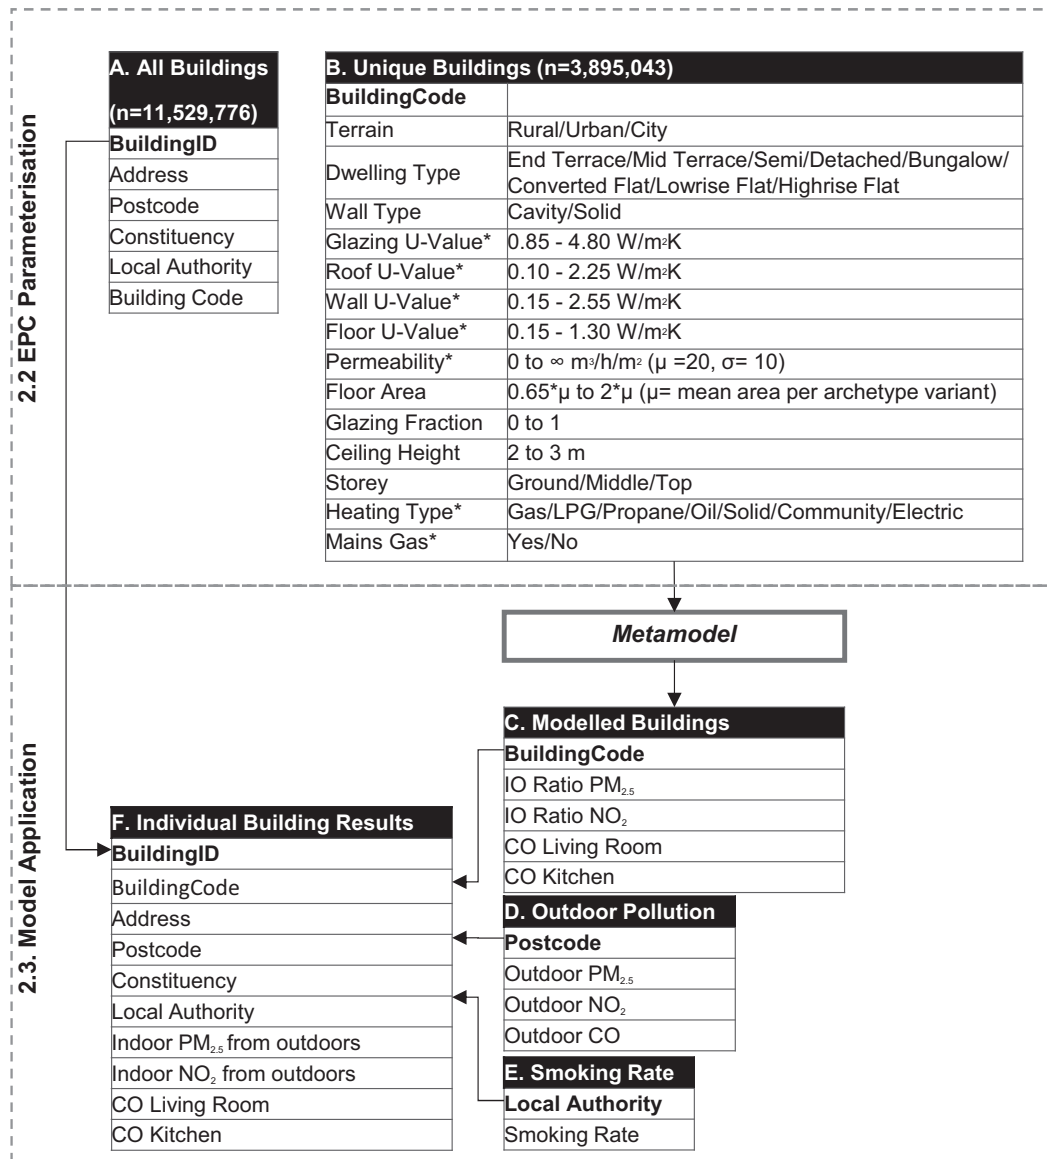 2.2 EPC Parameterisation
A. All Buildings
(n=11,529,776)
BuildingID
Address
Postcode
Constituency
Local Authority
Building Code
B. Unique Buildings (n=3,895,043)
BuildingCode
Terrain Rural/Urban/City
Dwelling Type End Terrace/Mid Terrace/Semi/Detached/Bungalow/
Converted Flat/Lowrise Flat/Highrise Flat
Wall Type Cavity/Solid
Glazing U-Value* 0.85 - 4.80 W/m²K
Roof U-Value* 0.10 - 2.25 W/m²K
Wall U-Value* 0.15 - 2.55 W/m²K
Floor U-Value* 0.15 - 1.30 W/m²K
Permeability* 0 to ∞ m³/h/m² (μ =20, σ= 10)
Floor Area 0.65*μ to 2*μ (μ= mean area per archetype variant)
Glazing Fraction 0 to 1
Ceiling Height 2 to 3 m
Storey Ground/Middle/Top
Heating Type* Gas/LPG/Propane/Oil/Solid/Community/Electric
Mains Gas* Yes/No
2.3. Model Application
Metamodel
C. Modelled Buildings
BuildingCode
IO Ratio PM₂.₅
IO Ratio NO₂
CO Living Room
CO Kitchen
D. Outdoor Pollution
Postcode
Outdoor PM₂.₅
Outdoor NO₂
Outdoor CO
E. Smoking Rate
Local Authority
Smoking Rate
F. Individual Building Results
BuildingID
BuildingCode
Address
Postcode
Constituency
Local Authority
Indoor PM₂.₅ from outdoors
Indoor NO₂ from outdoors
CO Living Room
CO Kitchen